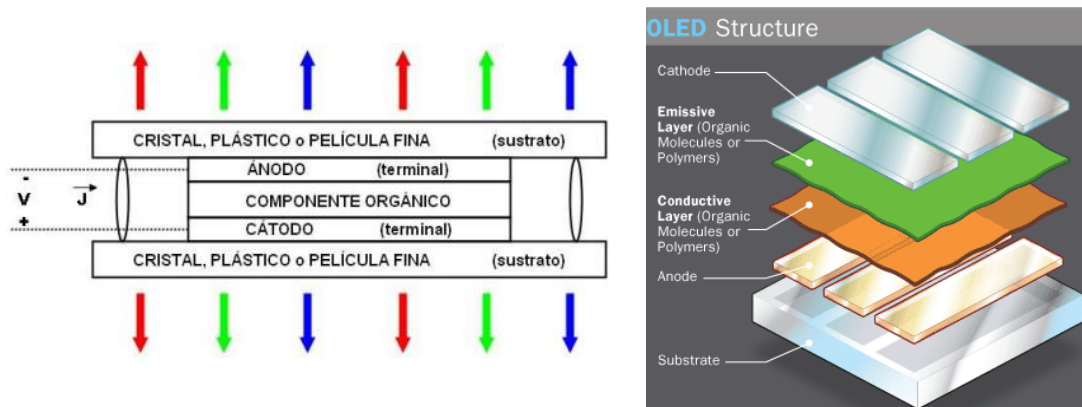 CRISTAL, PLÁSTICO o PELÍCULA FINA (sustrato)
ÁNODO (terminal)
-
V J
COMPONENTE ORGÁNICO
+
CÁTODO (terminal)
CRISTAL, PLÁSTICO o PELÍCULA FINA (sustrato)
OLED Structure
Cathode
Emissive
Layer (Organic
Molecules or
Polymers)
Conductive
Layer (Organic
Molecules or
Polymers)
Anode
Substrate